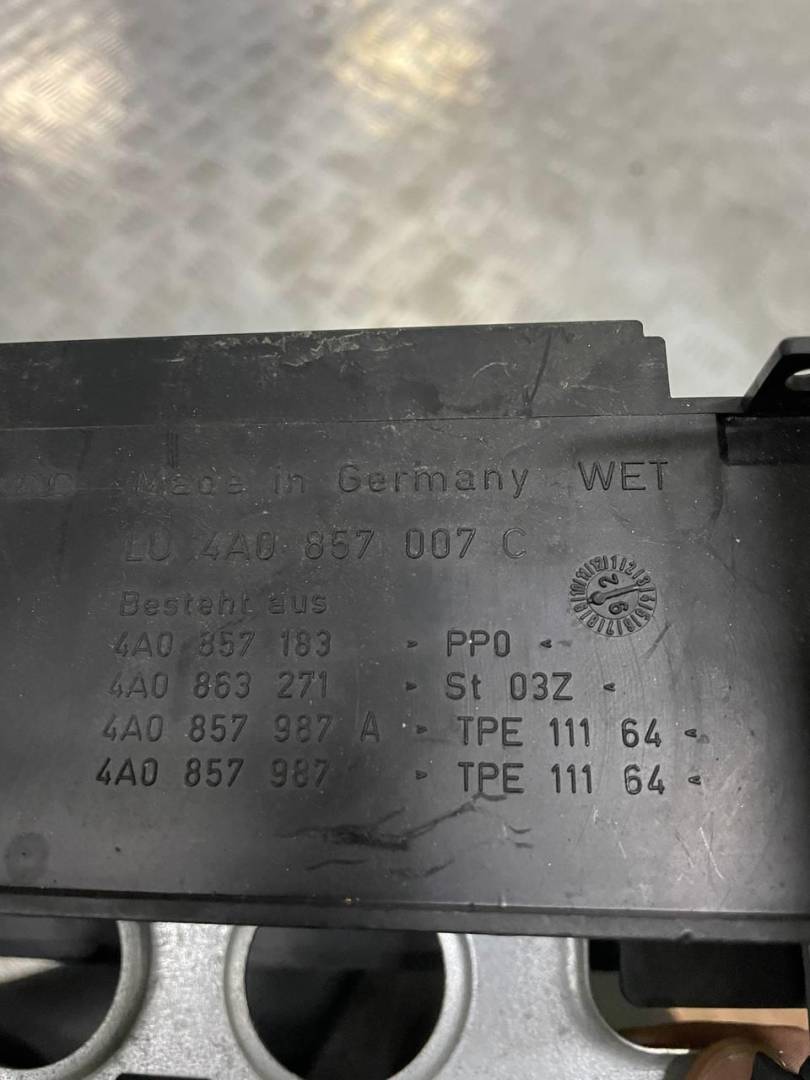 Made in Germany WET
LU 4A0 857 007 C
Besteht aus
4A0 857 183 > PPO <
4A0 863 271 > St 03Z <
4A0 857 987 A > TPE 111 64 <
4A0 857 987 > TPE 111 64 <